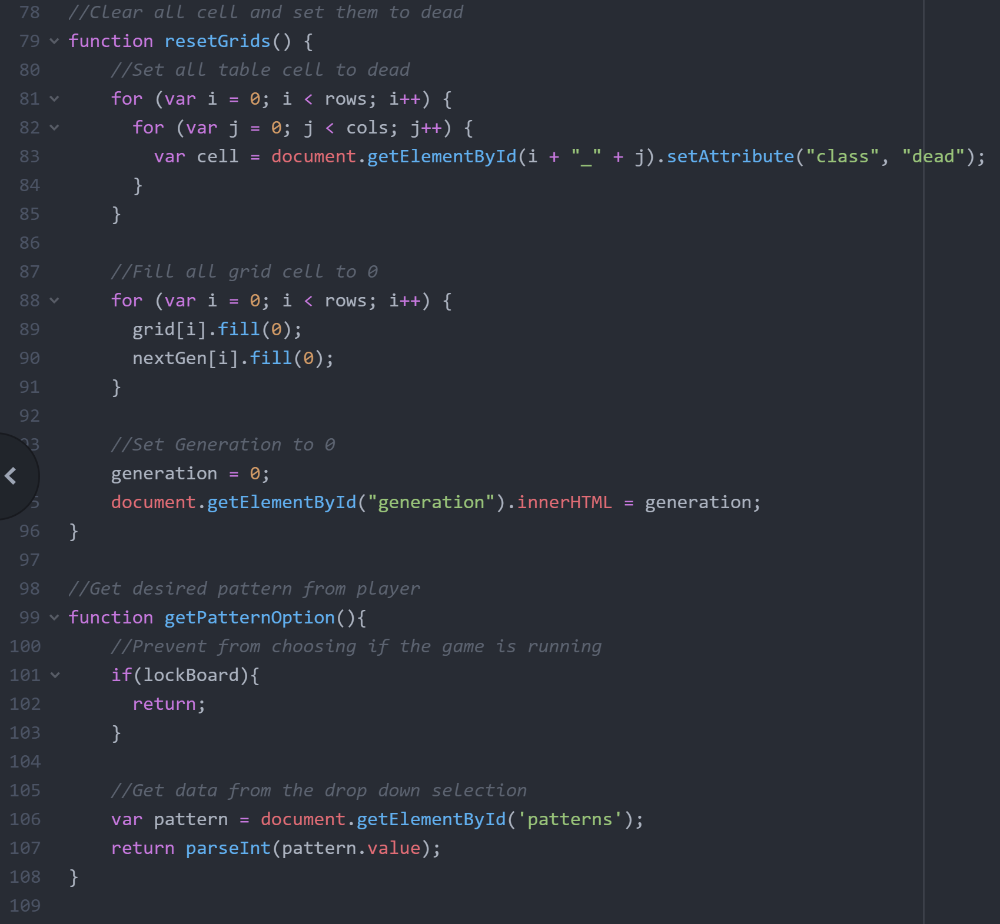 78 //Clear all cell and set them to dead
79 function resetGrids() {
80     //Set all table cell to dead
81     for (var i = 0; i < rows; i++) {
82       for (var j = 0; j < cols; j++) {
83         var cell = document.getElementById(i + "_" + j).setAttribute("class", "dead");
84       }
85     }
86
87     //Fill all grid cell to 0
88     for (var i = 0; i < rows; i++) {
89       grid[i].fill(0);
90       nextGen[i].fill(0);
91     }
92
93     //Set Generation to 0
    generation = 0;
5     document.getElementById("generation").innerHTML = generation;
96 }
97
98 //Get desired pattern from player
99 function getPatternOption(){
100     //Prevent from choosing if the game is running
101     if(lockBoard){
102       return;
103     }
104
105     //Get data from the drop down selection
106     var pattern = document.getElementById('patterns');
107     return parseInt(pattern.value);
108 }
109